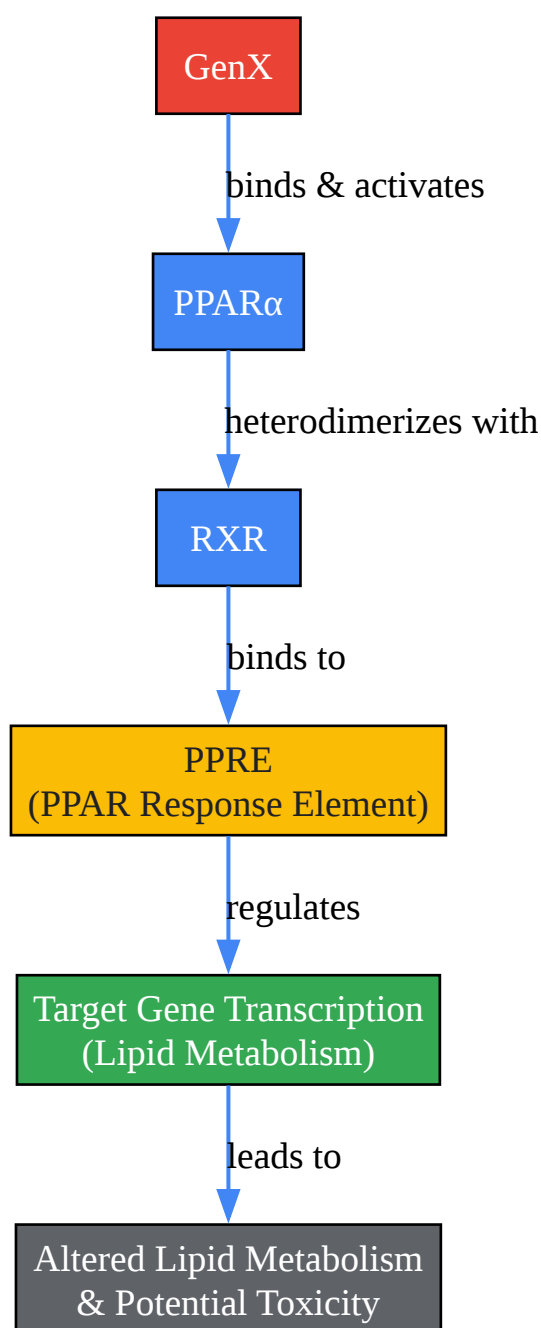 GenX
binds & activates
PPARα
heterodimerizes with
RXR
binds to
PPRE
(PPAR Response Element)
regulates
Target Gene Transcription
(Lipid Metabolism)
leads to
Altered Lipid Metabolism
& Potential Toxicity